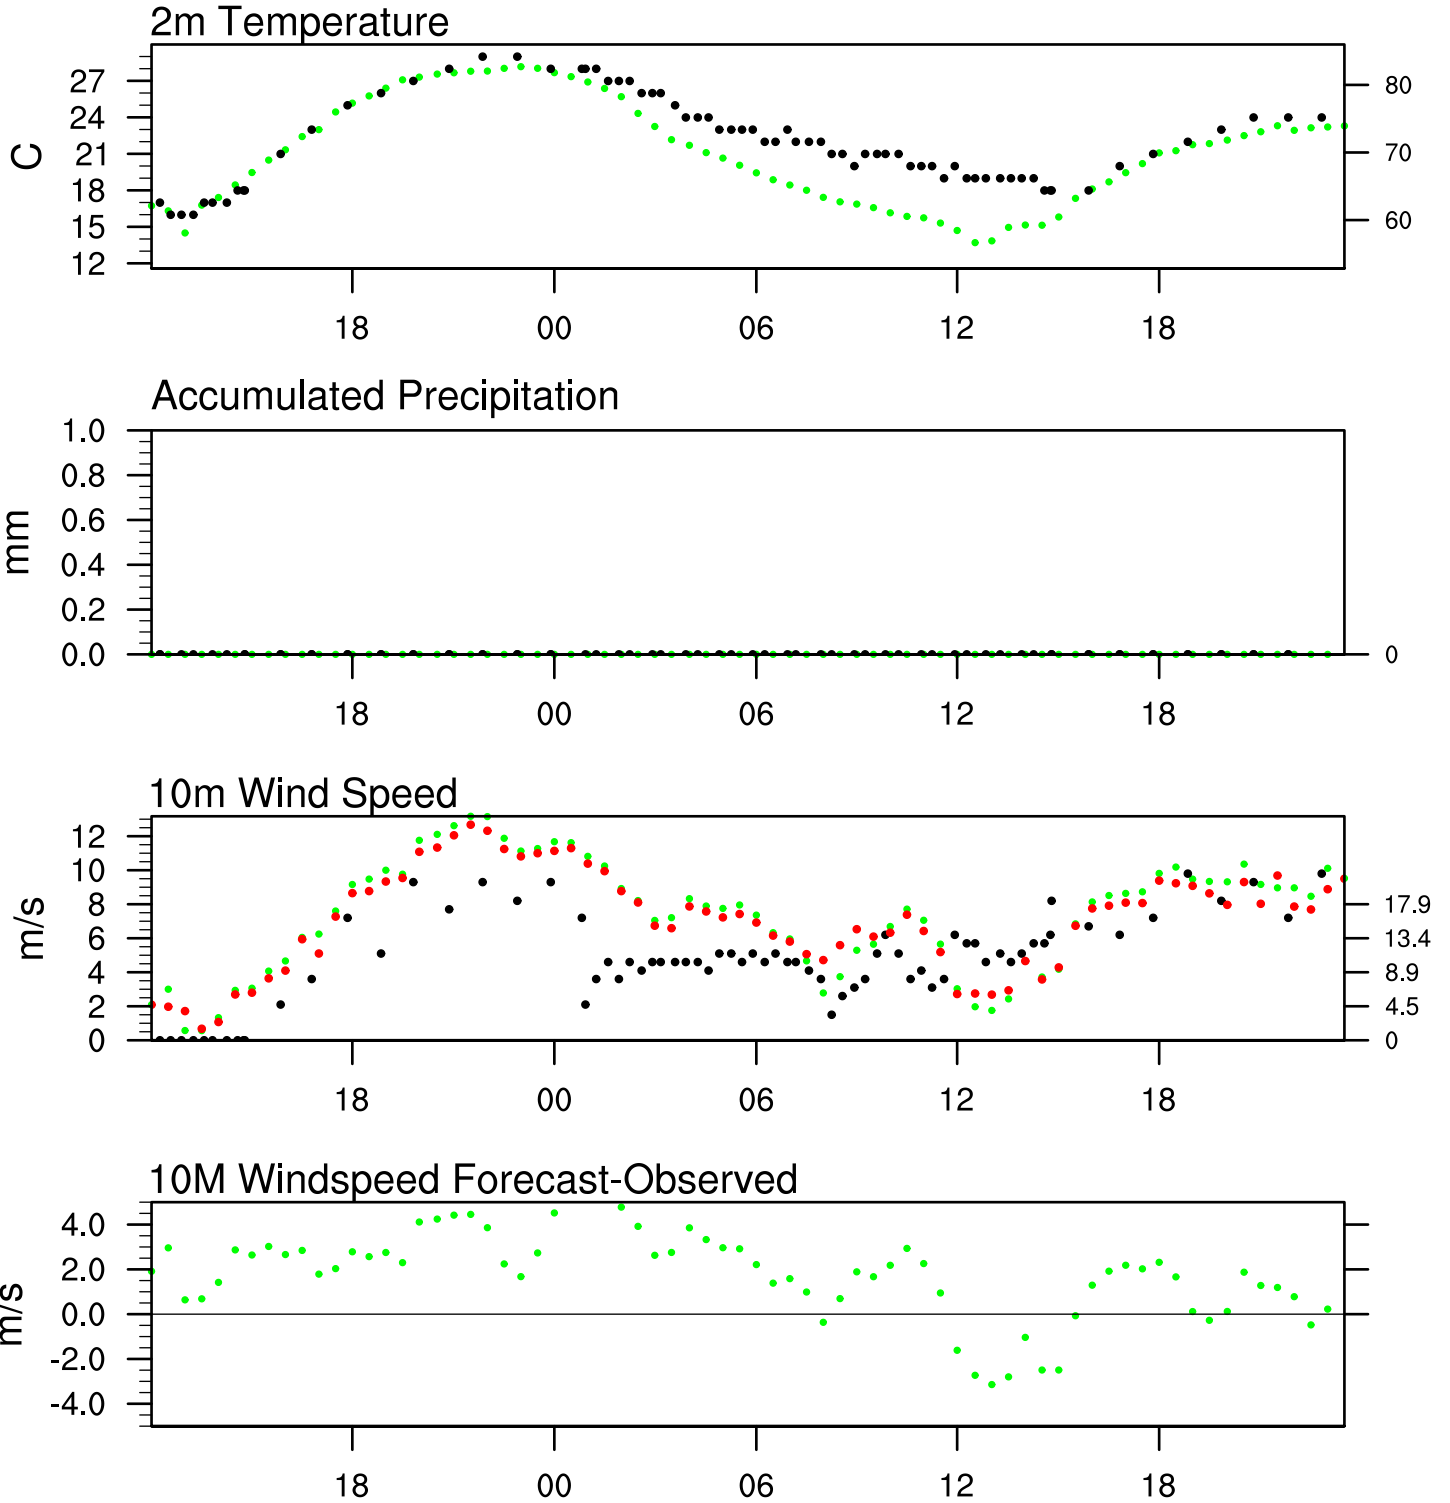 2m Temperature
27
24
21
18
15
12
C
80
70
60
18 00 06 12 18
Accumulated Precipitation
1.0
0.8
0.6
0.4
0.2
0.0
mm
0
18 00 06 12 18
10m Wind Speed
12
10
8
6
4
2
0
m/s
17.9
13.4
8.9
4.5
0
18 00 06 12 18
10M Windspeed Forecast-Observed
4.0
2.0
0.0
-2.0
-4.0
m/s
18 00 06 12 18